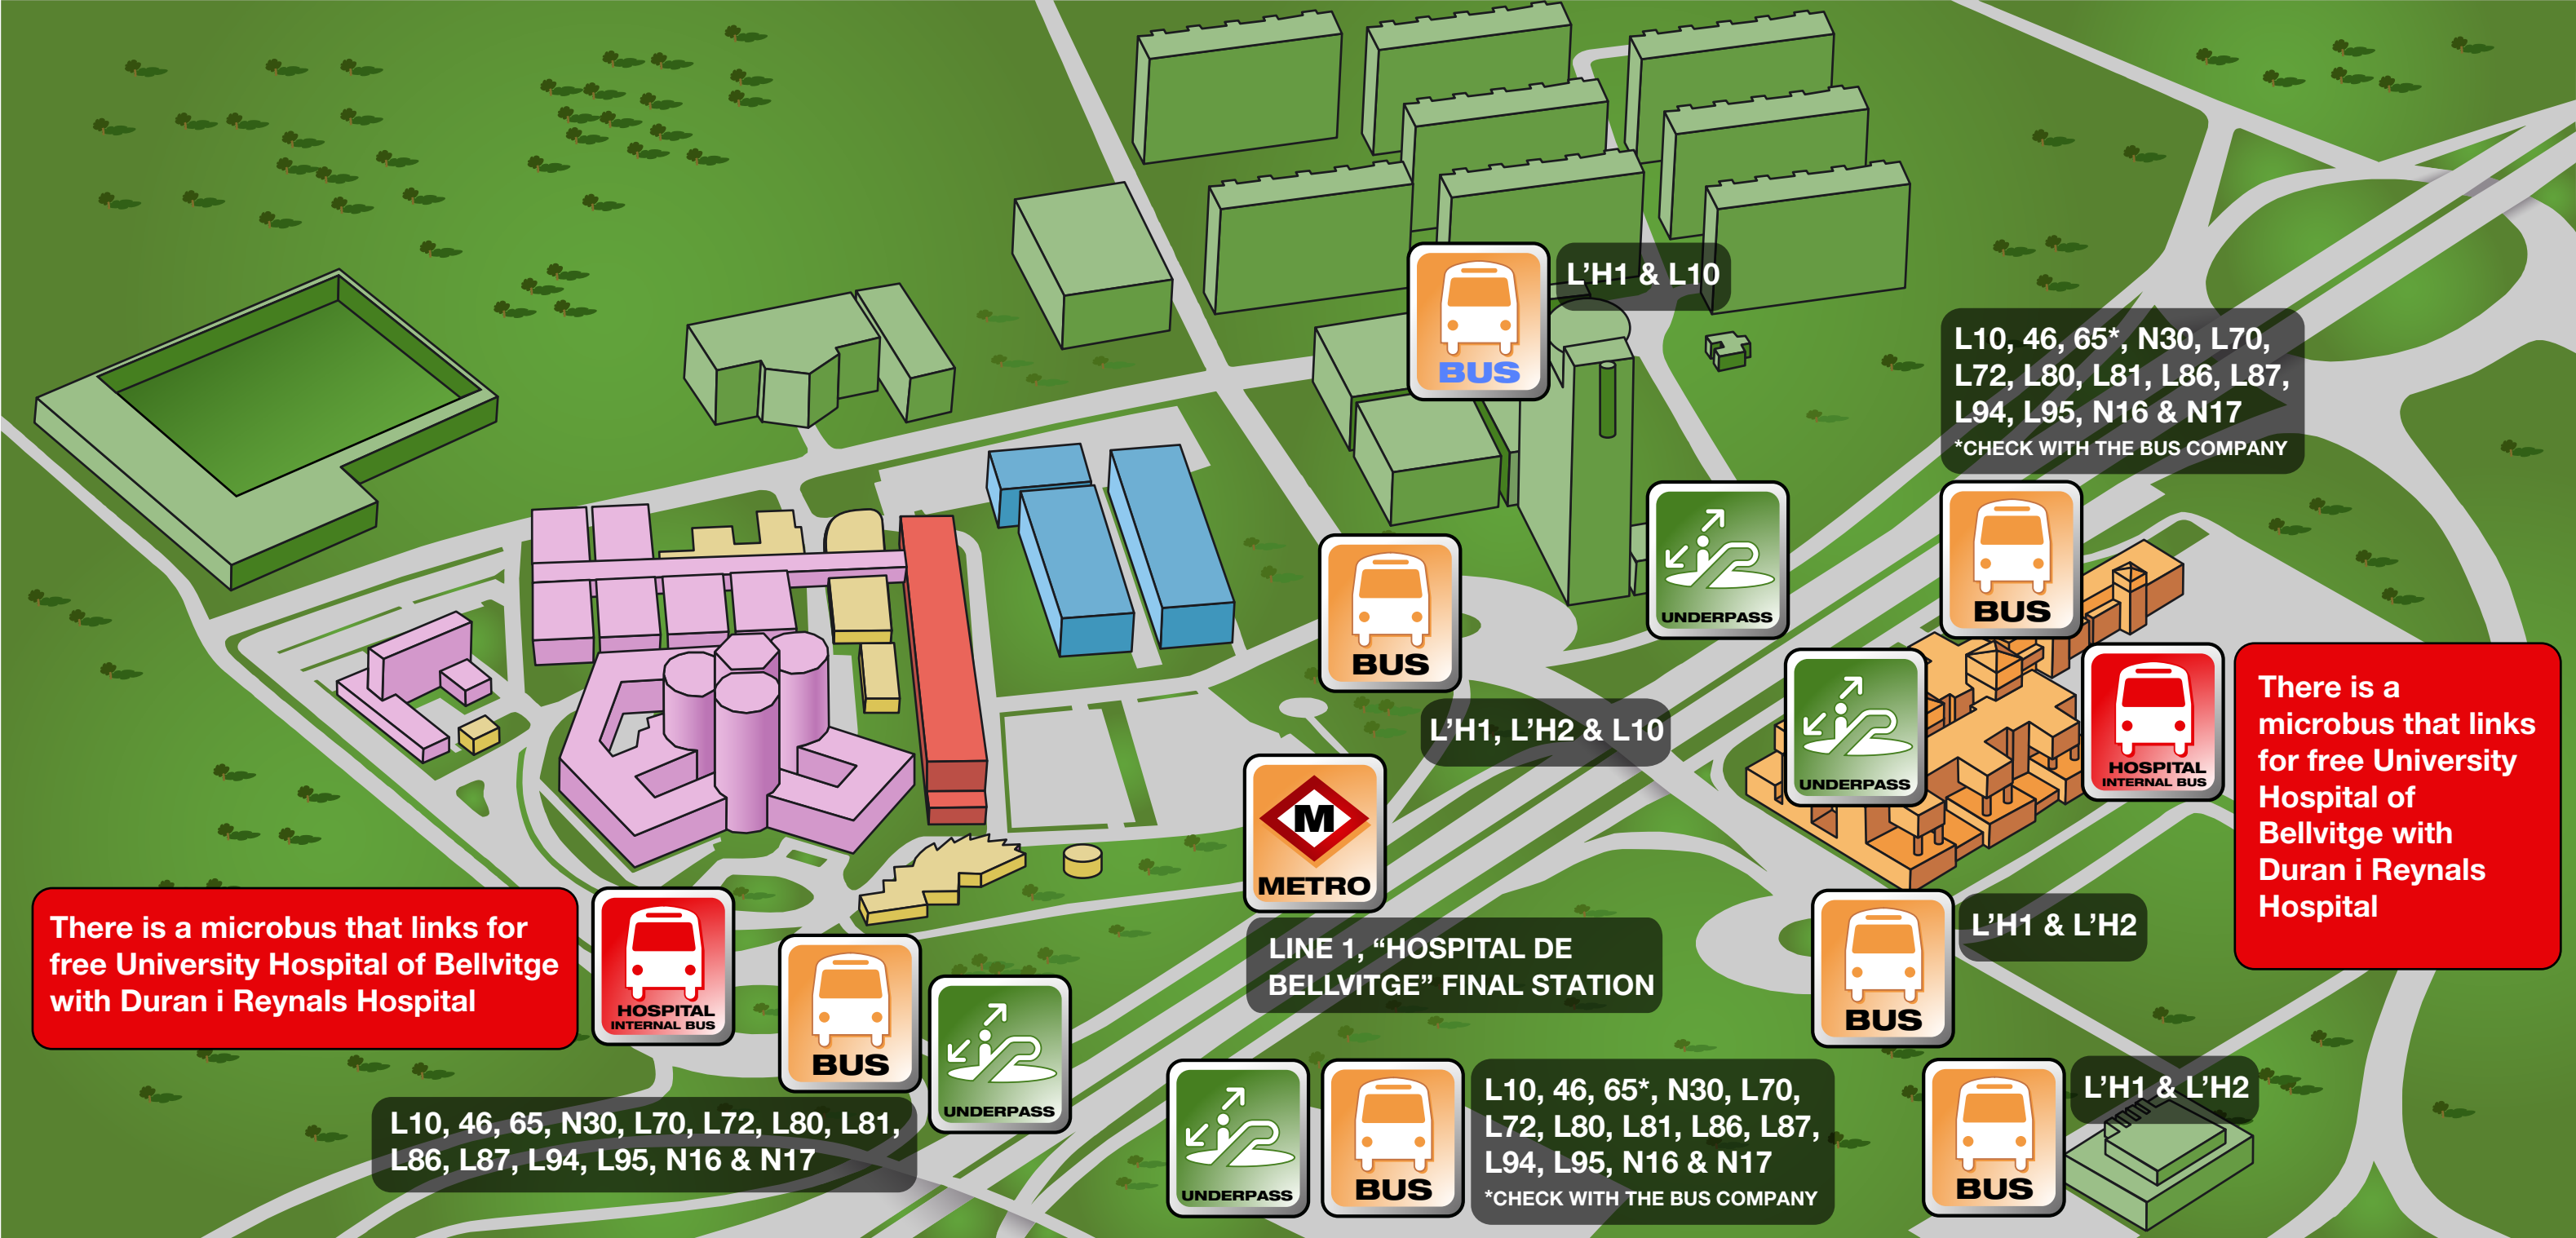 L'H1 & L10
BUS
L10, 46, 65*, N30, L70,
L72, L80, L81, L86, L87,
L94, L95, N16 & N17
*CHECK WITH THE BUS COMPANY
UNDERPASS
BUS
BUS
L'H1, L'H2 & L10
UNDERPASS
HOSPITAL
INTERNAL BUS
There is a
microbus that links
for free University
Hospital of
Bellvitge with
Duran i Reynals
Hospital
M
METRO
LINE 1, “HOSPITAL DE
BELLVITGE” FINAL STATION
There is a microbus that links for
free University Hospital of Bellvitge
with Duran i Reynals Hospital
HOSPITAL
INTERNAL BUS
BUS
UNDERPASS
L10, 46, 65, N30, L70, L72, L80, L81,
L86, L87, L94, L95, N16 & N17
L'H1 & L'H2
BUS
UNDERPASS
BUS
L10, 46, 65*, N30, L70,
L72, L80, L81, L86, L87,
L94, L95, N16 & N17
*CHECK WITH THE BUS COMPANY
BUS
L'H1 & L'H2